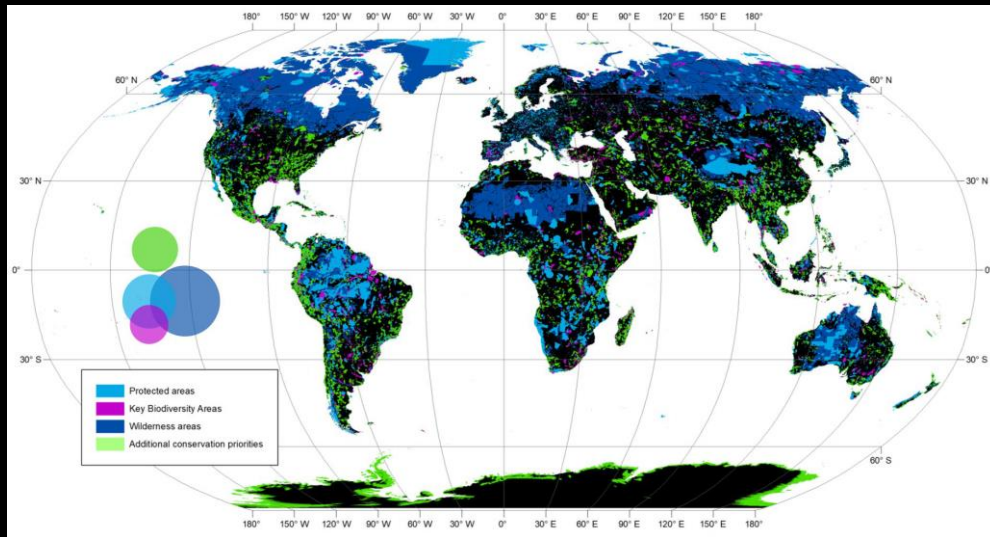 180° 150° W 120° W 90° W 60° W 30° W 0° 30° E 60° E 90° E 120° E 150° E 180°
60° N 60° N
30° N 30° N
0° 0°
30° S 30° S
Protected areas
Key Biodiversity Areas
Wilderness areas
Additional conservation priorities
60° S
180° 150° W 120° W 90° W 60° W 30° W 0° 30° E 60° E 90° E 120° E 150° E 180°